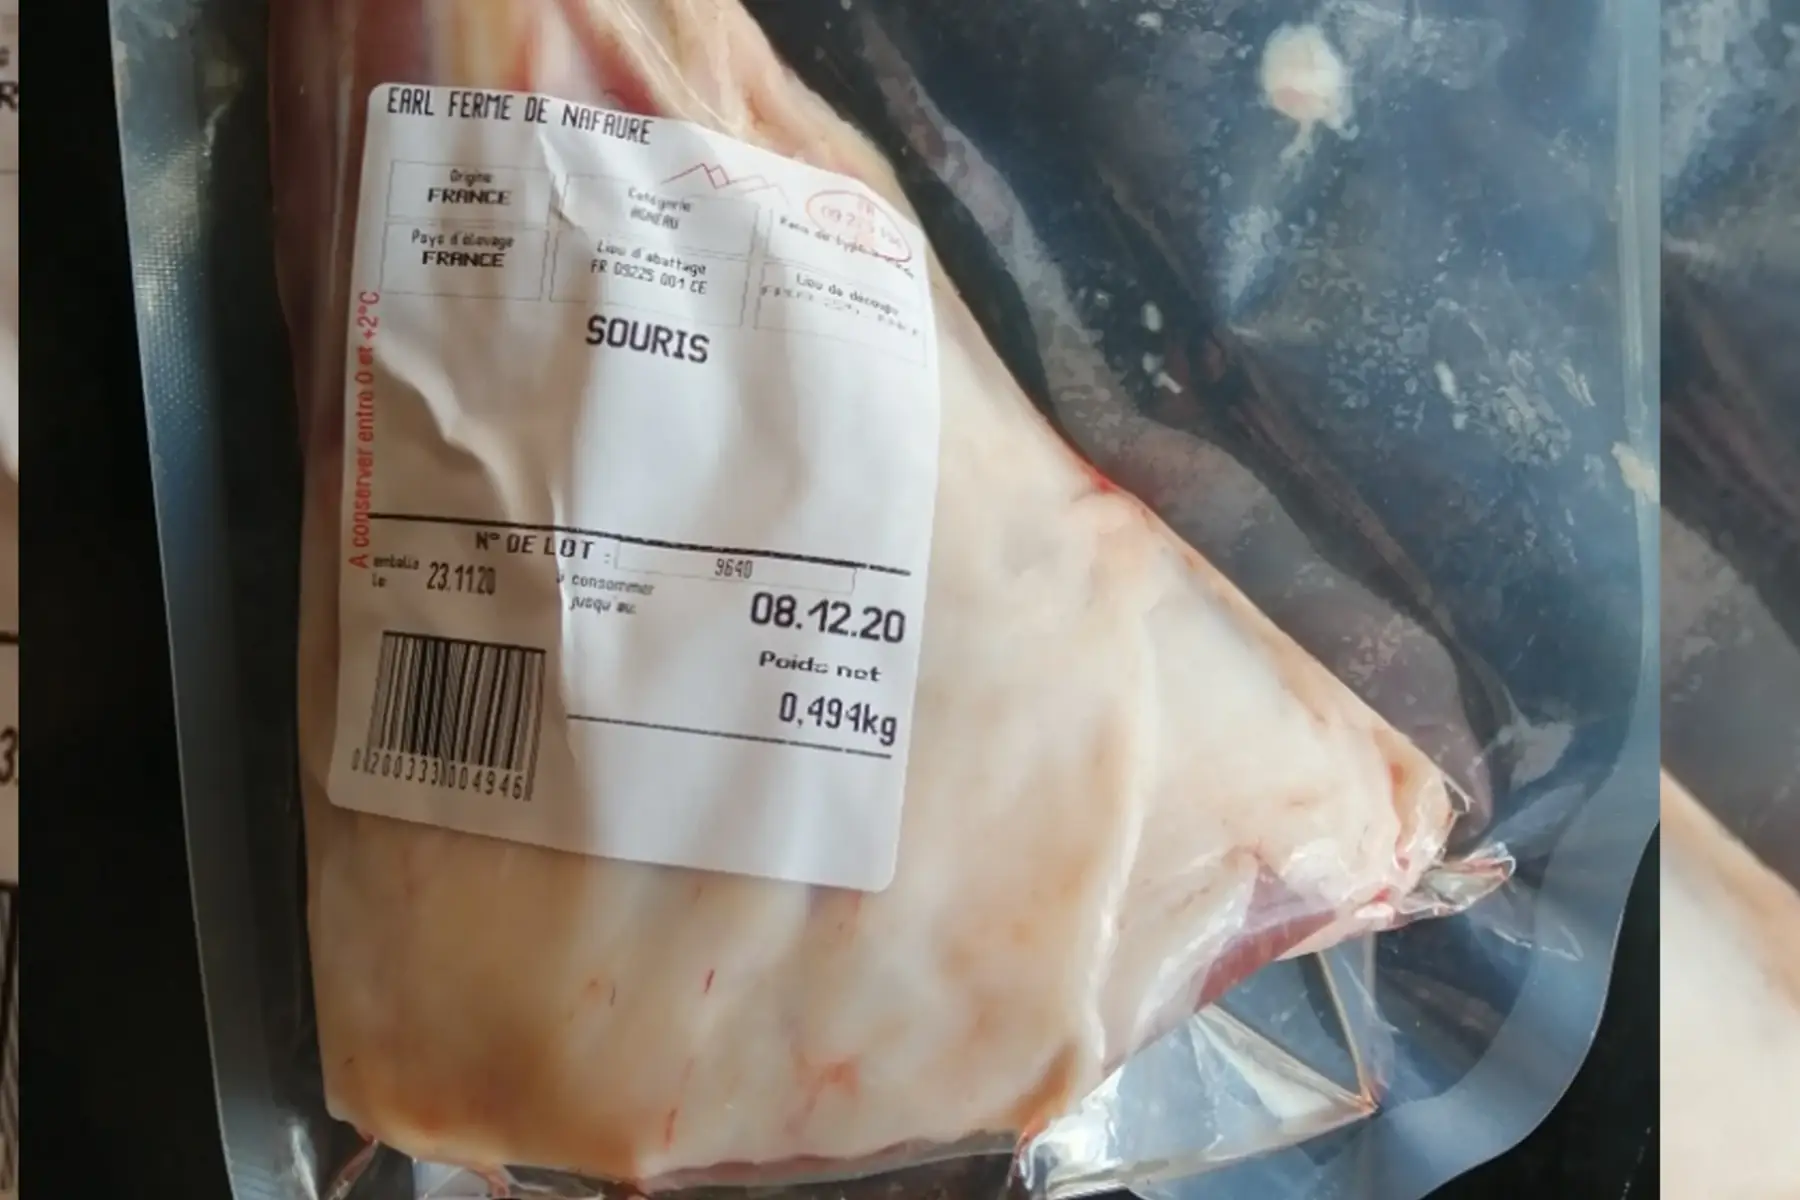 EARL FERME DE NAFAURE
Origine
FRANCE
Catégorie
AGNEAU
Pays d'élevage
FRANCE
Lieu d'abattage
FR 09225 001 CE
Lieu de découpe
SOURIS
A conserver entre 0 et +2°C
N° DE LOT :
9640
emballé
le
23.11.20
à consommer
jusqu'au:
08.12.20
Poids net
0,494kg
0200333004946